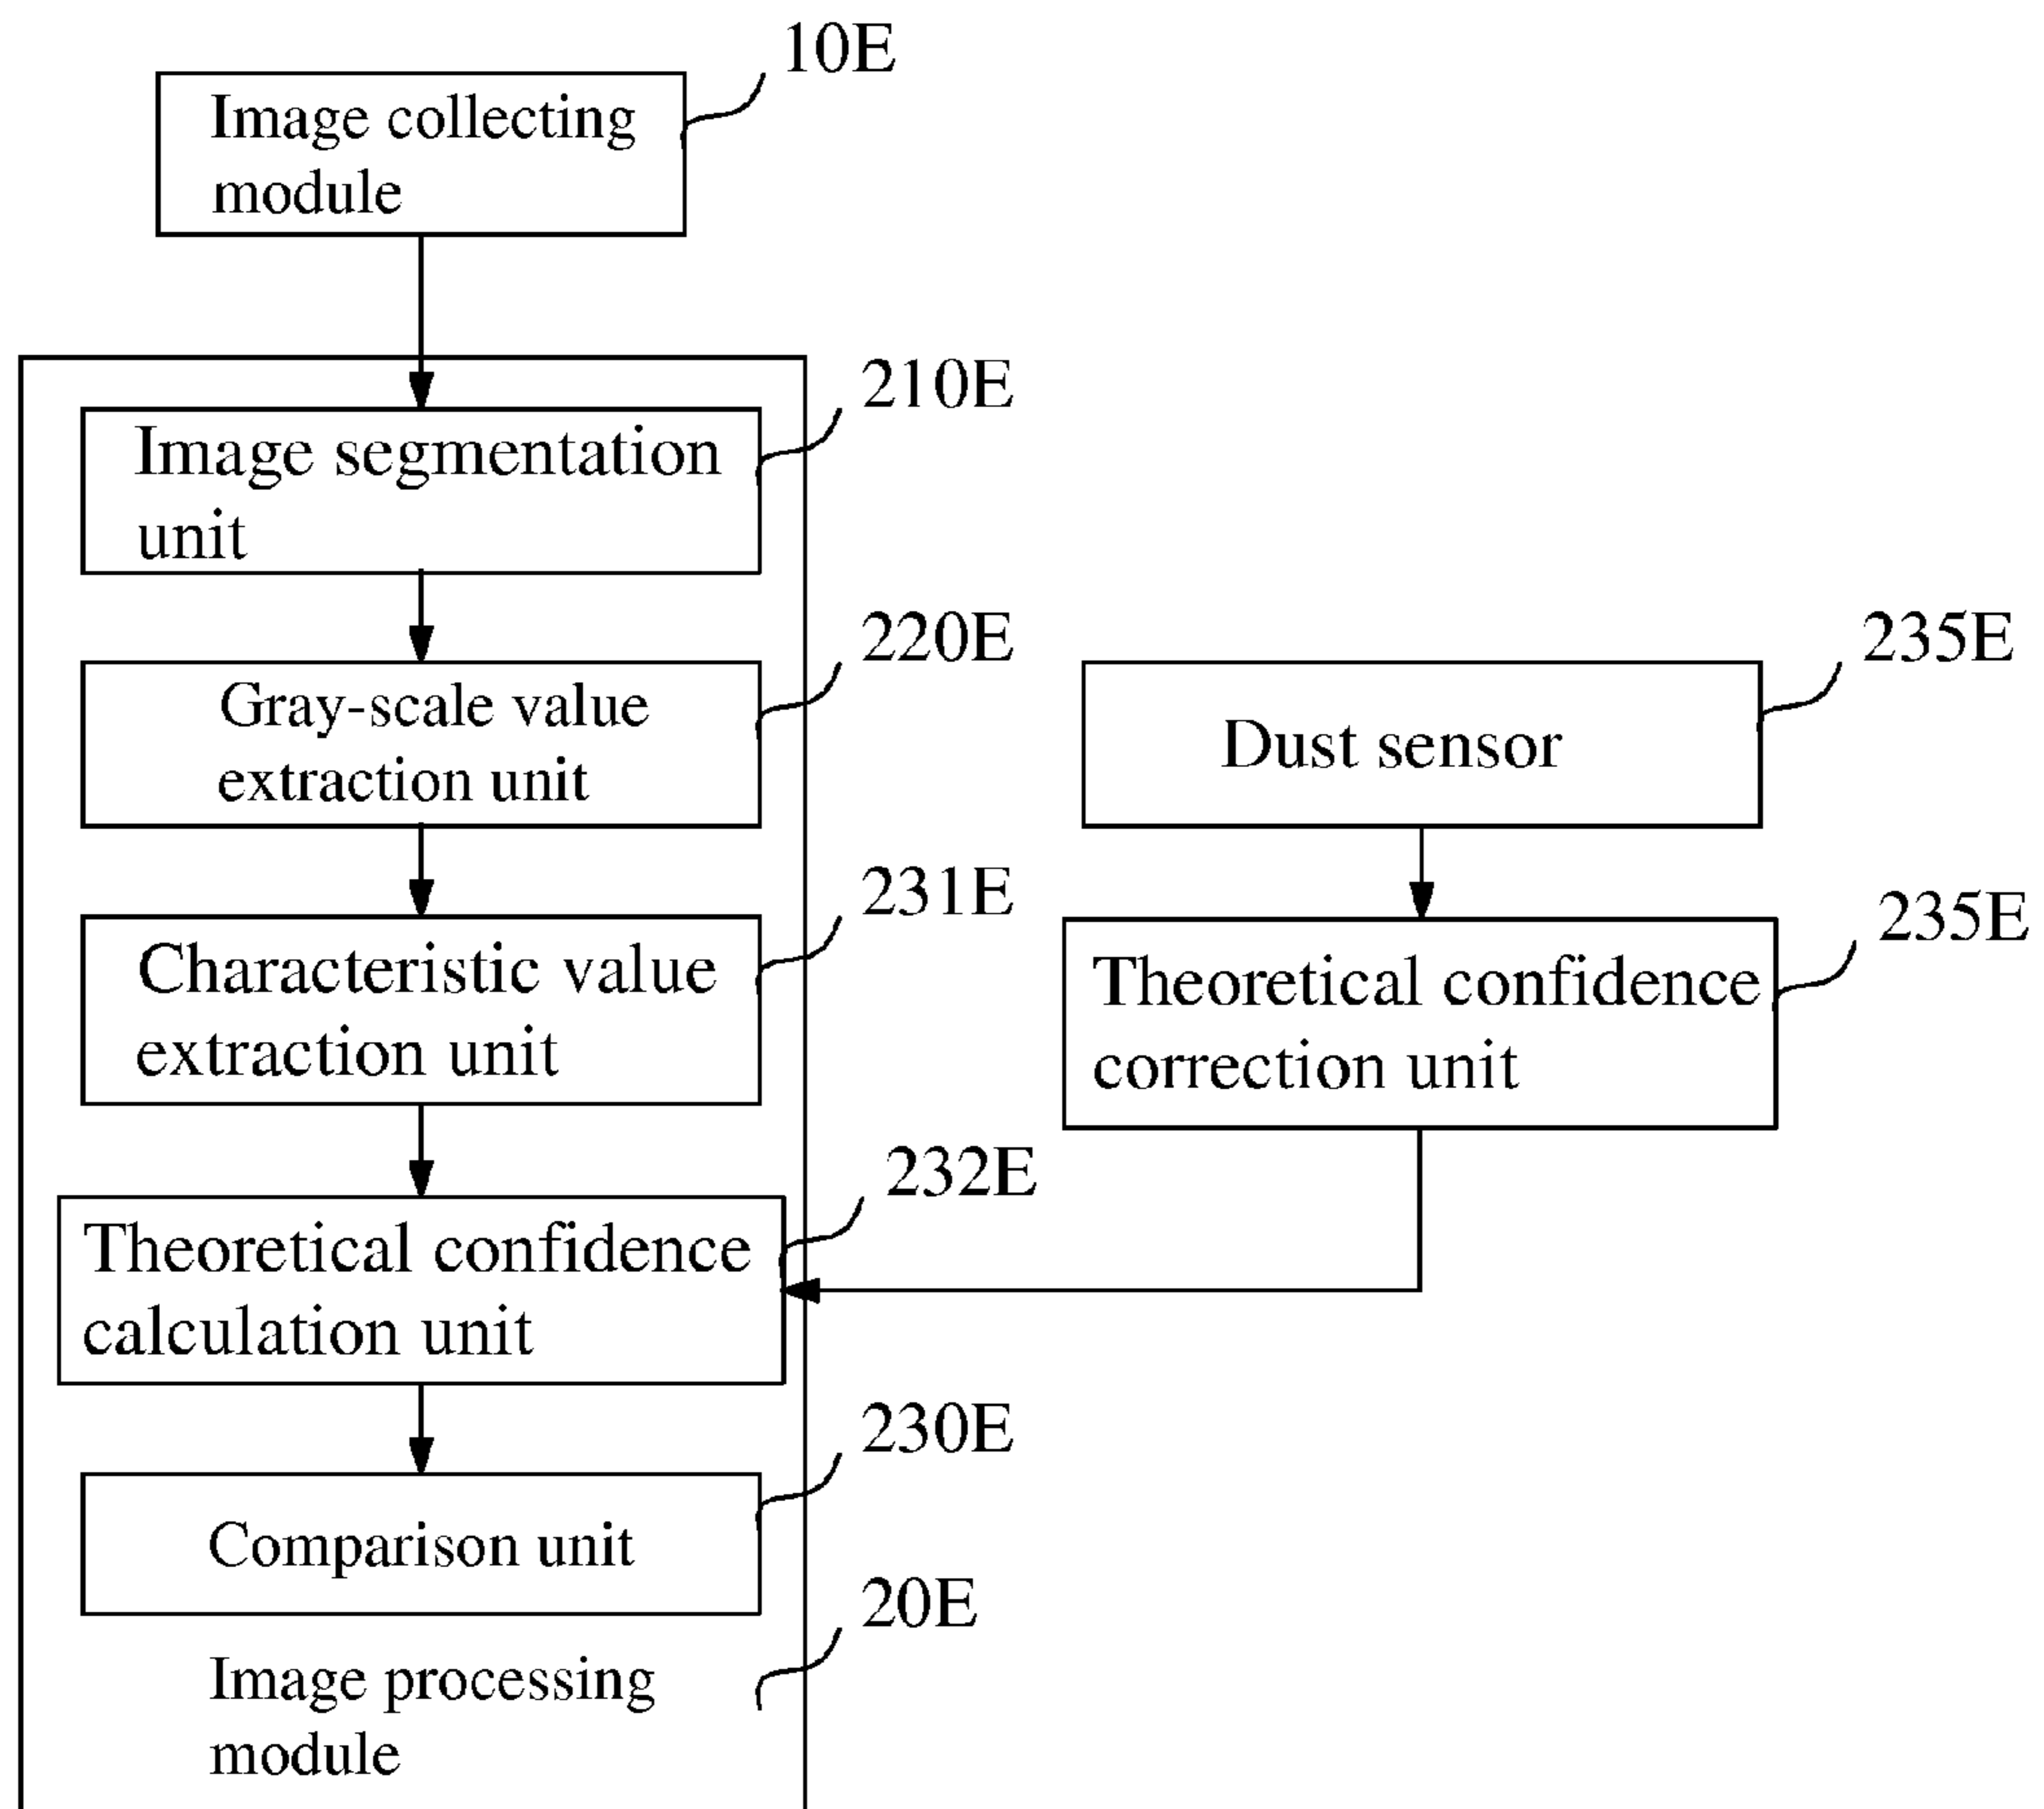 10E
Image collecting
module
210E
Image segmentation
unit
220E
Gray-scale value
extraction unit
235E
Dust sensor
231E
Characteristic value
extraction unit
235E
Theoretical confidence
correction unit
232E
Theoretical confidence
calculation unit
230E
Comparison unit
20E
Image processing
module